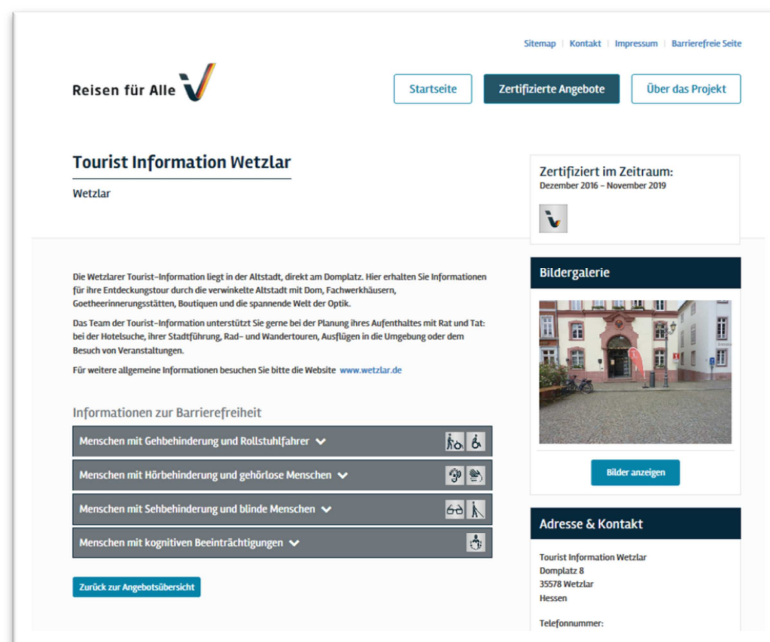 Sitemap | Kontakt | Impressum | Barrierefreie Seite
Reisen für Alle
Startseite
Zertifizierte Angebote
Über das Projekt
Tourist Information Wetzlar
Wetzlar
Zertifiziert im Zeitraum:
Dezember 2016 – November 2019
Die Wetzlarer Tourist-Information liegt in der Altstadt, direkt am Domplatz. Hier erhalten Sie Informationen
für ihre Entdeckungstour durch die verwinkelte Altstadt mit Dom, Fachwerkhäusern,
Goetheerinnerungsstätten, Boutiquen und die spannende Welt der Optik.
Das Team der Tourist-Information unterstützt Sie gerne bei der Planung ihres Aufenthaltes mit Rat und Tat:
bei der Hotelsuche, ihrer Stadtführung, Rad- und Wandertouren, Ausflügen in die Umgebung oder dem
Besuch von Veranstaltungen.
Für weitere allgemeine Informationen besuchen Sie bitte die Website www.wetzlar.de
Informationen zur Barrierefreiheit
Menschen mit Gehbehinderung und Rollstuhlfahrer
Menschen mit Hörbehinderung und gehörlose Menschen
Menschen mit Sehbehinderung und blinde Menschen
Menschen mit kognitiven Beeinträchtigungen
Zurück zur Angebotsübersicht
Bildergalerie
Bilder anzeigen
Adresse & Kontakt
Tourist Information Wetzlar
Domplatz 8
35578 Wetzlar
Hessen
Telefonnummer: